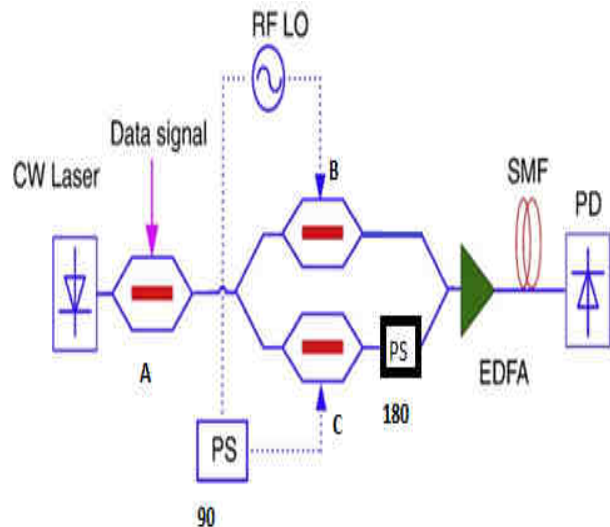 RF LO
Data signal
B
CW Laser
SMF
PD
A
PS
EDFA
C
180
PS
90